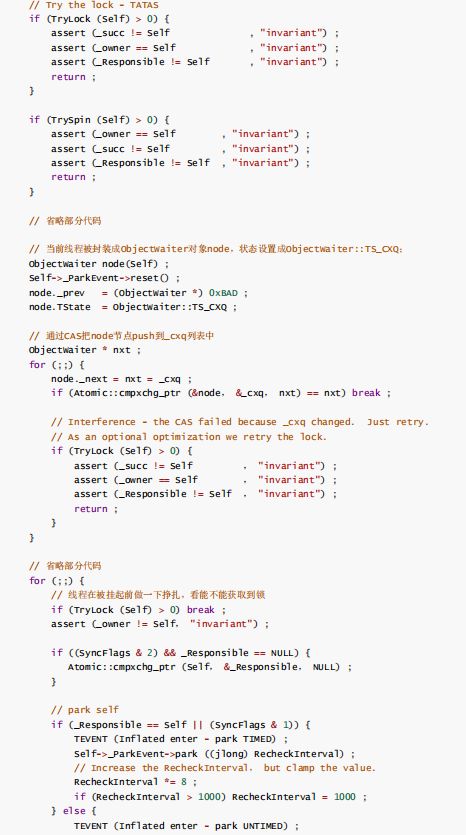 // Try the lock - TATAS
if (TryLock (Self) > 0) {
    assert (_succ != Self            , "invariant") ;
    assert (_owner == Self           , "invariant") ;
    assert (_Responsible != Self     , "invariant") ;
    return ;
}

if (TrySpin (Self) > 0) {
    assert (_owner == Self       , "invariant") ;
    assert (_succ != Self        , "invariant") ;
    assert (_Responsible != Self , "invariant") ;
    return ;
}

// 省略部分代码

// 当前线程被封装成ObjectWaiter对象node，状态设置成ObjectWaiter::TS_CXQ；
ObjectWaiter node(Self) ;
Self->_ParkEvent->reset() ;
node._prev   = (ObjectWaiter *) 0xBAD ;
node.TState  = ObjectWaiter::TS_CXQ ;

// 通过CAS把node节点push到_cxq列表中
ObjectWaiter * nxt ;
for (;;) {
    node._next = nxt = _cxq ;
    if (Atomic::cmpxchg_ptr (&node, &_cxq, nxt) == nxt) break ;

    // Interference - the CAS failed because _cxq changed.  Just retry.
    // As an optional optimization we retry the lock.
    if (TryLock (Self) > 0) {
        assert (_succ != Self         , "invariant") ;
        assert (_owner == Self        , "invariant") ;
        assert (_Responsible != Self  , "invariant") ;
        return ;
    }
}

// 省略部分代码
for (;;) {
    // 线程在被挂起前做一下挣扎，看能不能获取到锁
    if (TryLock (Self) > 0) break ;
    assert (_owner != Self, "invariant") ;

    if ((SyncFlags & 2) && _Responsible == NULL) {
       Atomic::cmpxchg_ptr (Self, &_Responsible, NULL) ;
    }

    // park self
    if (_Responsible == Self || (SyncFlags & 1)) {
        TEVENT (Inflated enter - park TIMED) ;
        Self->_ParkEvent->park ((jlong) RecheckInterval) ;
        // Increase the RecheckInterval, but clamp the value.
        RecheckInterval *= 8 ;
        if (RecheckInterval > 1000) RecheckInterval = 1000 ;
    } else {
        TEVENT (Inflated enter - park UNTIMED) ;